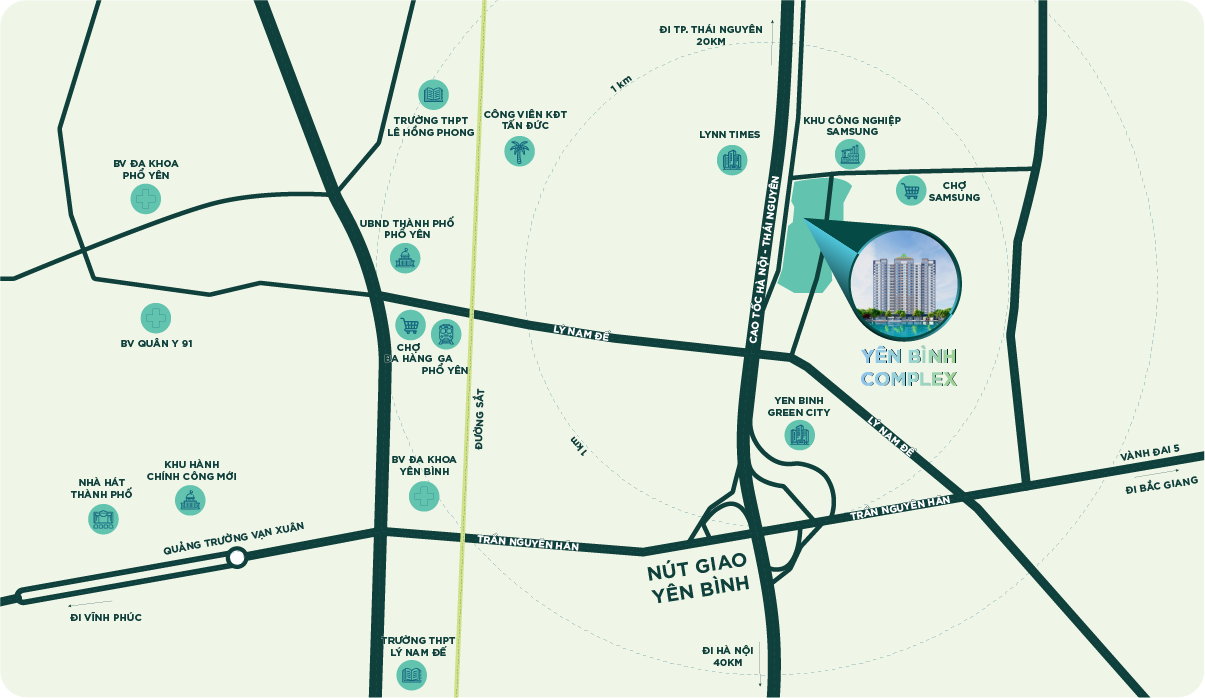 ĐI TP. THÁI NGUYÊN
20KM
1 km
TRƯỜNG THPT
LÊ HỒNG PHONG
CÔNG VIÊN KĐT
TẤN ĐỨC
LYNN TIMES
KHU CÔNG NGHIỆP
SAMSUNG
BV ĐA KHOA
PHỔ YÊN
CHỢ
SAMSUNG
UBND THÀNH PHỐ
PHỔ YÊN
CAO TỐC HÀ NỘI - THÁI NGUYÊN
BV QUÂN Y 91
CHỢ
BA HÀNG
GA
PHỔ YÊN
LÝ NAM ĐẾ
YÊN BÌNH
COMPLEX
ĐƯỜNG SẮT
1 km
YEN BINH
GREEN CITY
LÝ NAM ĐẾ
BV ĐA KHOA
YÊN BÌNH
KHU HÀNH
CHÍNH CÔNG MỚI
NHÀ HÁT
THÀNH PHỐ
VÀNH ĐAI 5
ĐI BẮC GIANG
TRẦN NGUYÊN HÃN
QUẢNG TRƯỜNG VẠN XUÂN
TRẦN NGUYÊN HÃN
NÚT GIAO
YÊN BÌNH
ĐI VĨNH PHÚC
TRƯỜNG THPT
LÝ NAM ĐẾ
ĐI HÀ NỘI
40KM